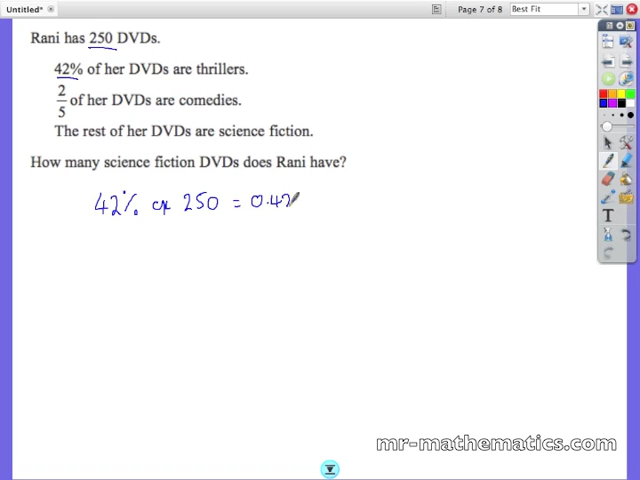 Untitled*
Page 7 of 8
Best Fit
Rani has 250 DVDs.
42% of her DVDs are thrillers.
2/5 of her DVDs are comedies.
The rest of her DVDs are science fiction.
How many science fiction DVDs does Rani have?
42% of 250 = 0.42
T
mr-mathematics.com